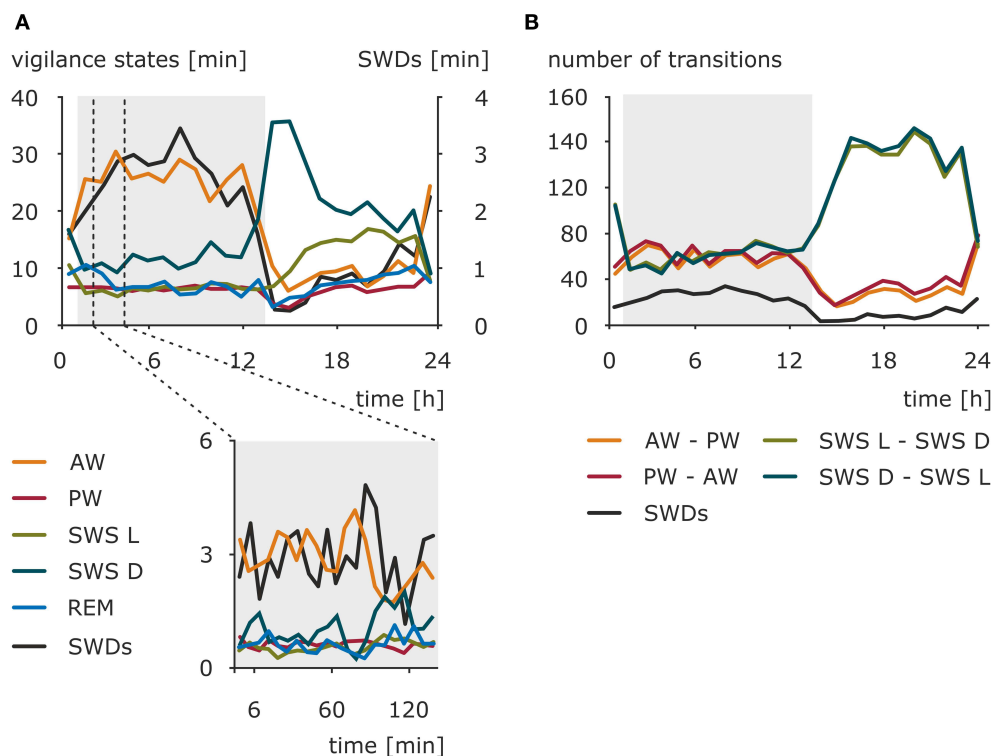 A
vigilance states [min]
SWDs [min]
40
30
20
10
0
4
3
2
1
0
0
6
12
18
24
time [h]
6
3
0
6
60
120
time [min]
AW
PW
SWS L
SWS D
REM
SWDs
B
number of transitions
160
140
120
80
40
0
0
6
12
18
24
time [h]
AW - PW
PW - AW
SWDs
SWS L - SWS D
SWS D - SWS L